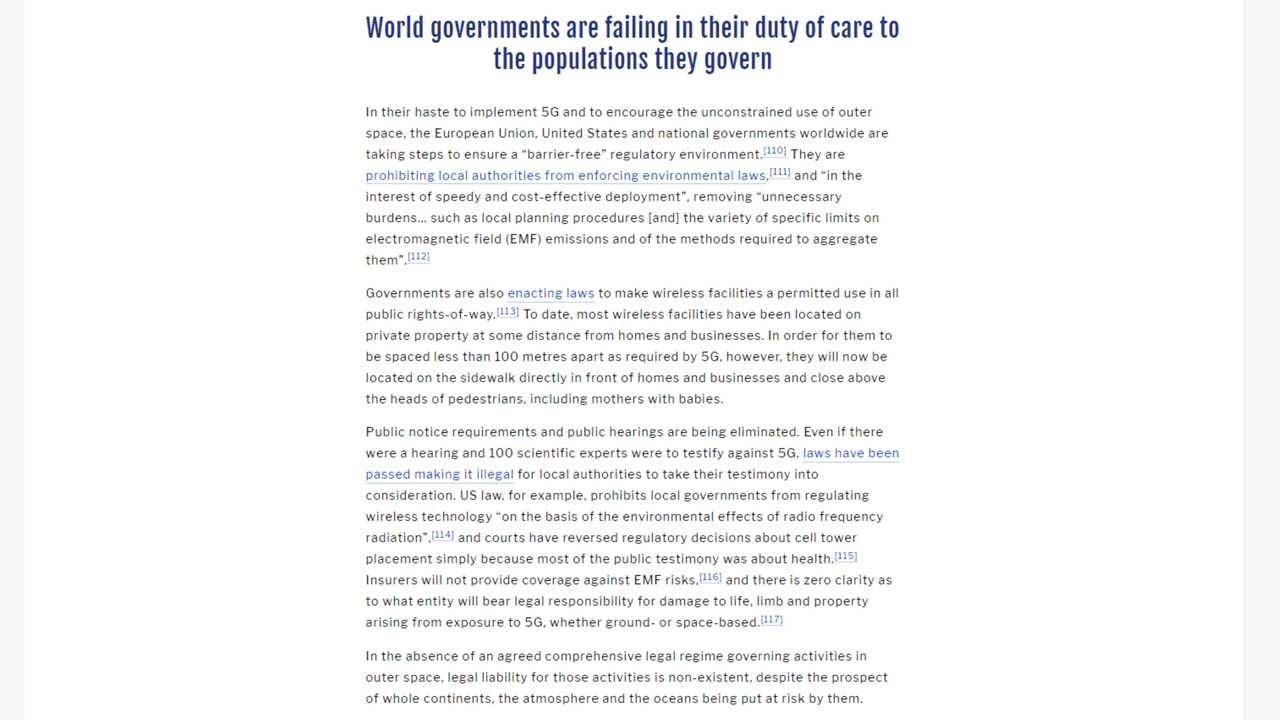 World governments are failing in their duty of care to
the populations they govern
In their haste to implement 5G and to encourage the unconstrained use of outer
space, the European Union, United States and national governments worldwide are
taking steps to ensure a “barrier-free” regulatory environment.[110] They are
prohibiting local authorities from enforcing environmental laws,[111] and “in the
interest of speedy and cost-effective deployment”, removing “unnecessary
burdens... such as local planning procedures [and] the variety of specific limits on
electromagnetic field (EMF) emissions and of the methods required to aggregate
them”.[112]
Governments are also enacting laws to make wireless facilities a permitted use in all
public rights-of-way.[113] To date, most wireless facilities have been located on
private property at some distance from homes and businesses. In order for them to
be spaced less than 100 metres apart as required by 5G, however, they will now be
located on the sidewalk directly in front of homes and businesses and close above
the heads of pedestrians, including mothers with babies.
Public notice requirements and public hearings are being eliminated. Even if there
were a hearing and 100 scientific experts were to testify against 5G, laws have been
passed making it illegal for local authorities to take their testimony into
consideration. US law, for example, prohibits local governments from regulating
wireless technology “on the basis of the environmental effects of radio frequency
radiation”,[114] and courts have reversed regulatory decisions about cell tower
placement simply because most of the public testimony was about health.[115]
Insurers will not provide coverage against EMF risks,[116] and there is zero clarity as
to what entity will bear legal responsibility for damage to life, limb and property
arising from exposure to 5G, whether ground- or space-based.[117]
In the absence of an agreed comprehensive legal regime governing activities in
outer space, legal liability for those activities is non-existent, despite the prospect
of whole continents, the atmosphere and the oceans being put at risk by them.